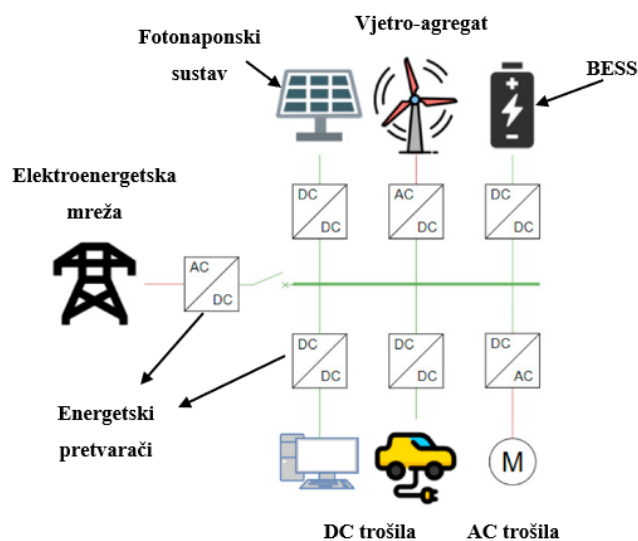 Vjetro-agregat
Fotonaponski
sustav
BESS
Elektroenergetska
mreža
DC
DC
AC
DC
DC
DC
AC
DC
DC
DC
DC
DC
DC
AC
Energetski
pretvarači
M
DC trošila
AC trošila